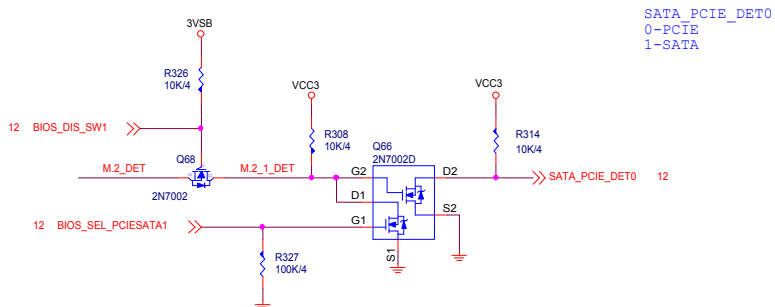 SATA_PCIE_DET0
0-PCIE
1-SATA
3VSB
R326
10K/4
VCC3
VCC3
12 BIOS_DIS_SW1
R308
10K/4
Q66
2N7002D
R314
10K/4
Q68
M.2_DET
M.2_1_DET
G2
D2
SATA_PCIE_DET0 12
2N7002
D1
S2
12 BIOS_SEL_PCIESATA1
G1
S1
R327
100K/4